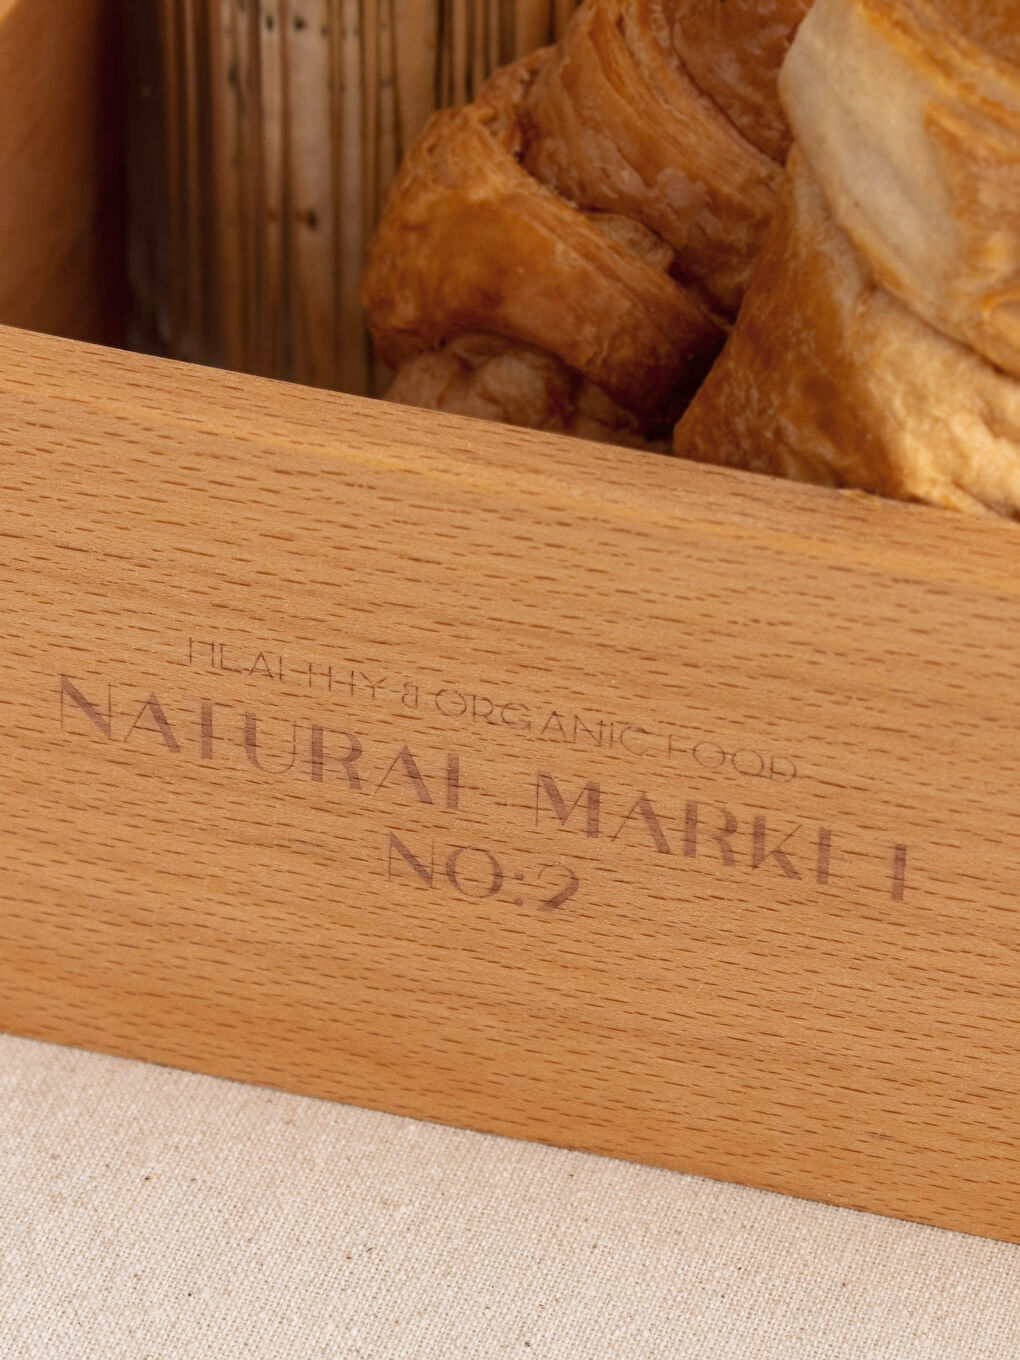 HEALTHY & ORGANIC FOOD
NATURAL MARKET
NO:2